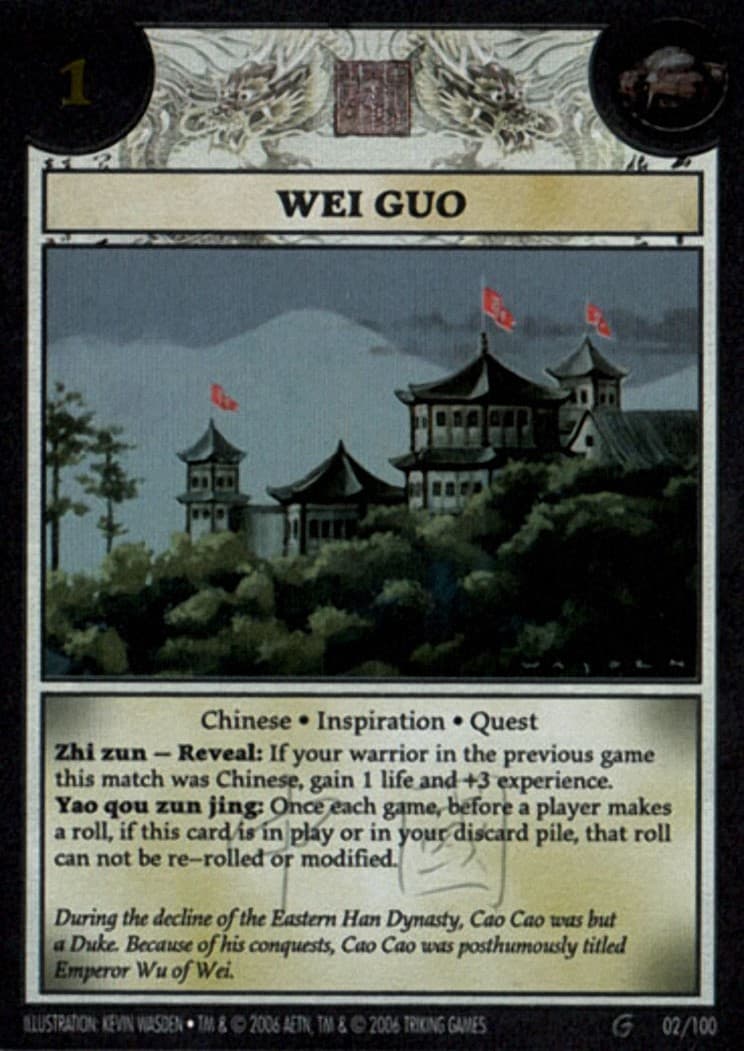 1
WEI GUO
WASDEN
Chinese • Inspiration • Quest
Zhi zun – Reveal: If your warrior in the previous game
this match was Chinese, gain 1 life and +3 experience.
Yao qou zun jing: Once each game, before a player makes
a roll, if this card is in play or in your discard pile, that roll
can not be re-rolled or modified.
中国
During the decline of the Eastern Han Dynasty, Cao Cao was but
a Duke. Because of his conquests, Cao Cao was posthumously titled
Emperor Wu of Wei.
ILLUSTRATION: KEVIN WASDEN • TM & © 2006 AETN, TM & © 2006 TRIKING GAMES
G 02/100